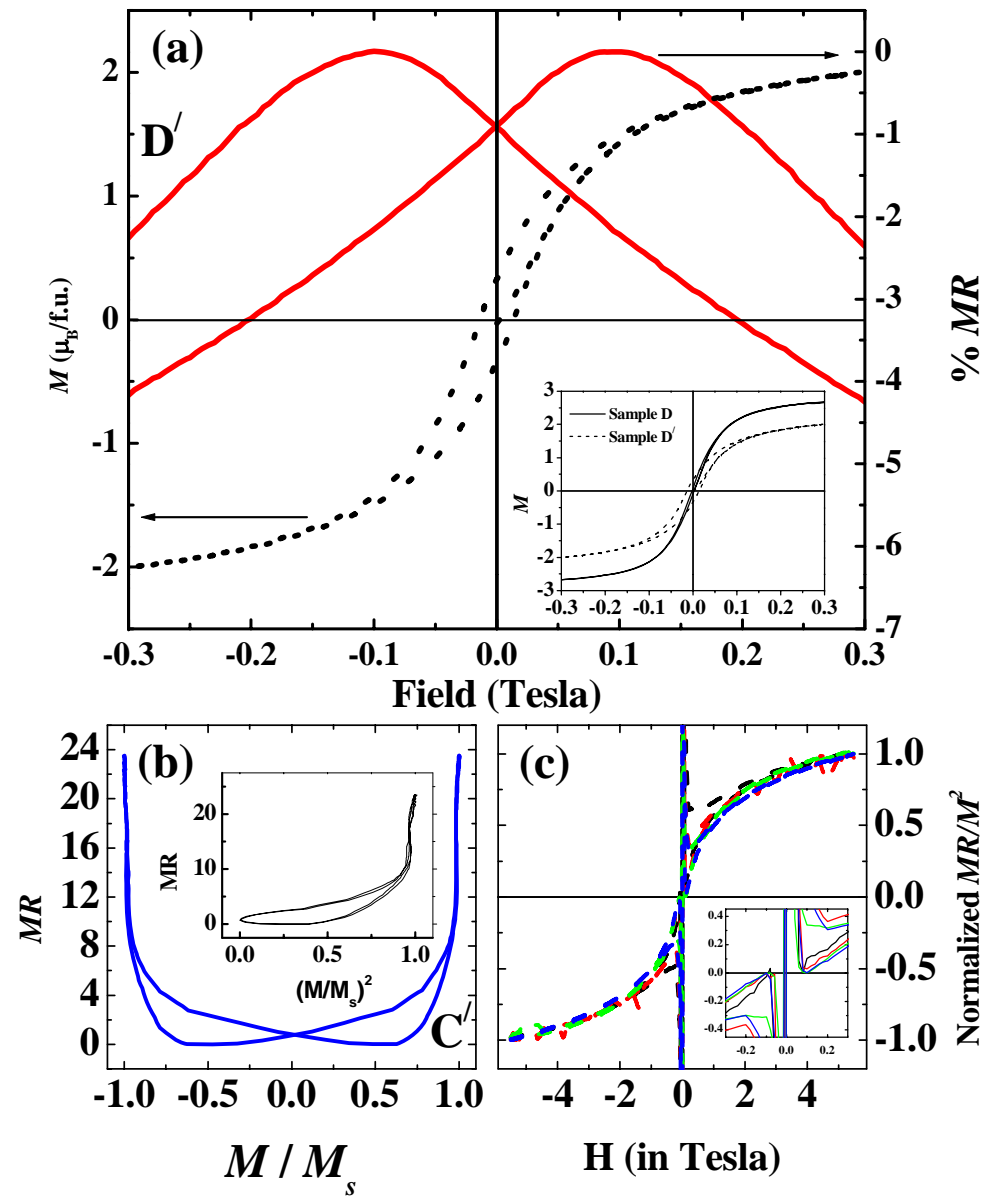 (a)
D/
2
1
0
-1
-2
M (μB/f.u.)
0
-1
-2
-3
-4
-5
-6
-7
% MR
Sample D
Sample D/
3
2
1
0
-1
-2
-3
M
-0.3 -0.2 -0.1 0.0 0.1 0.2 0.3
-0.3 -0.2 -0.1 0.0 0.1 0.2 0.3
Field (Tesla)
(b)
24
20
16
12
8
4
0
MR
20
10
0
MR
0.0 0.5 1.0
(M/Ms)2
C/
-1.0 -0.5 0.0 0.5 1.0
M / Ms
(c)
1.0
0.5
0.0
-0.5
-1.0
Normalized MR/M2
0.4
0.2
0.0
-0.2
-0.4
-0.2 0.0 0.2
-4 -2 0 2 4
H (in Tesla)